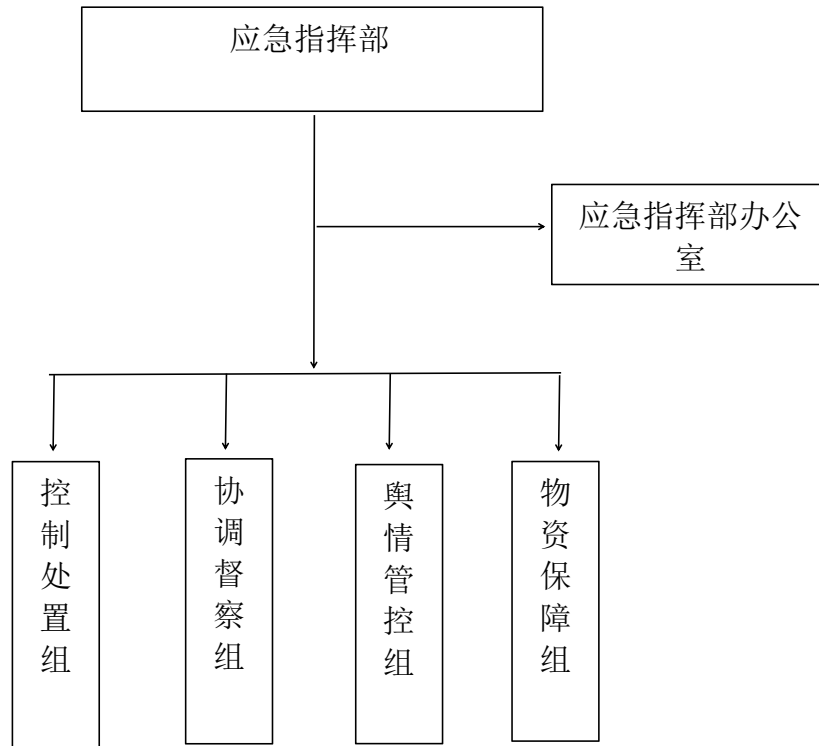 应急指挥部
应急指挥部办公
室
控制处置组
协调督察组
舆情管控组
物资保障组